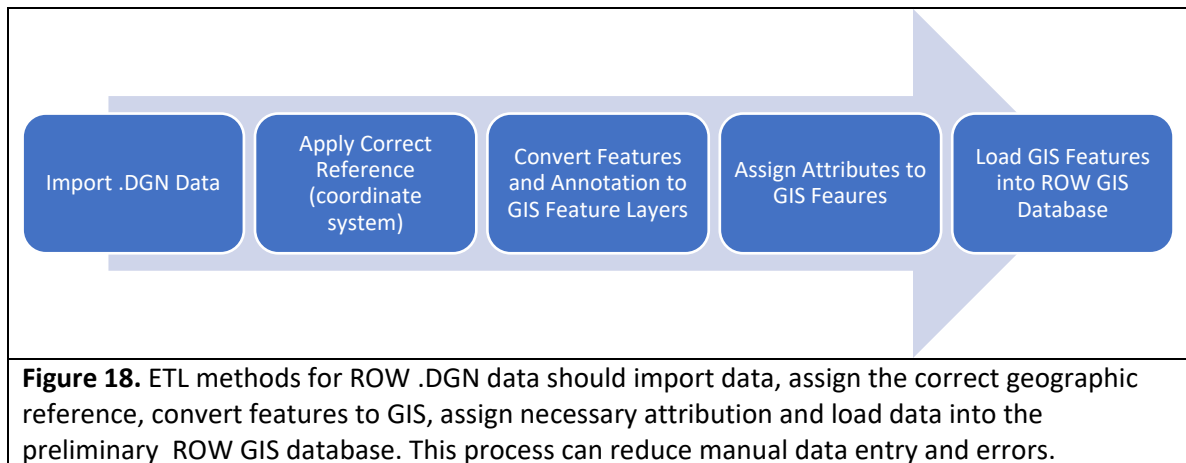 Import .DGN Data
Apply Correct
Reference
(coordinate
system)
Convert Features
and Annotation to
GIS Feature Layers
Assign Attributes to
GIS Feaures
Load GIS Features
into ROW GIS
Database
Figure 18. ETL methods for ROW .DGN data should import data, assign the correct geographic
reference, convert features to GIS, assign necessary attribution and load data into the
preliminary  ROW GIS database. This process can reduce manual data entry and errors.